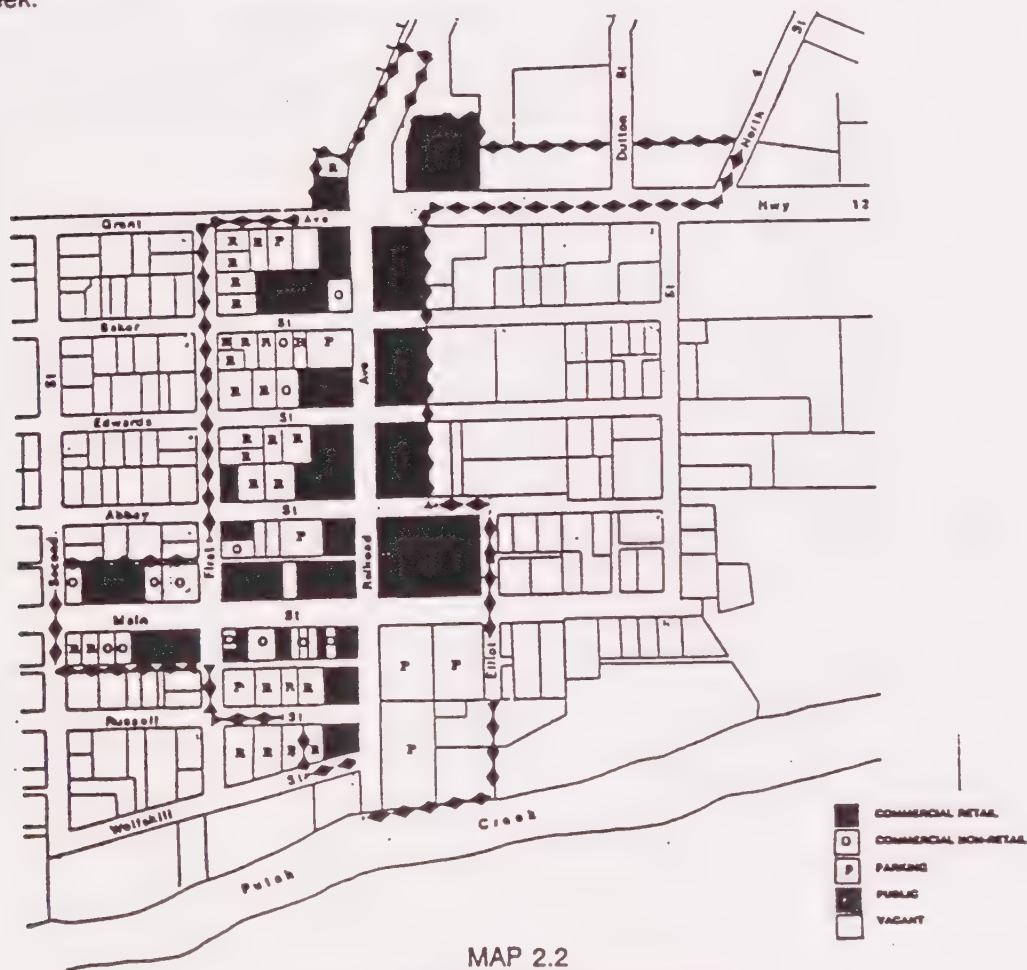 eek.
St
Dutton St
North
R
Grant Ave
Hwy 12
R R P
R
R
R
O
St
Baker St
St
R R O P
R
R R O
Ave
Edwards St
R R R
R
R R
Abbey St
O P
Second
First
Railroad
O O O
Main St
R R O O
O O O
Elliot
P P
P R R R
Russell St
R R R R
P
St
Wolfskill
Creek
Putah
COMMERCIAL RETAIL
O COMMERCIAL NON-RETAIL
P PARKING
PUBLIC
VACANT
MAP 2.2